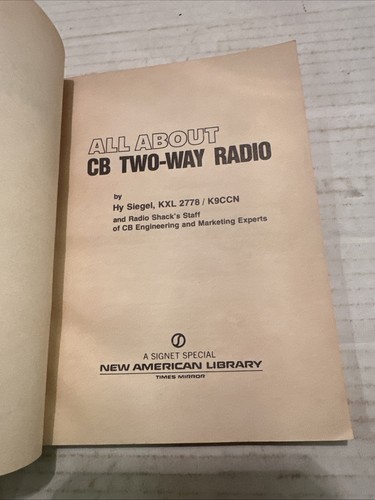 ALL ABOUT
CB TWO-WAY RADIO
by
Hy Siegel, KXL 2778 / K9CCN
and Radio Shack's Staff
of CB Engineering and Marketing Experts
A SIGNET SPECIAL
NEW AMERICAN LIBRARY
TIMES MIRROR